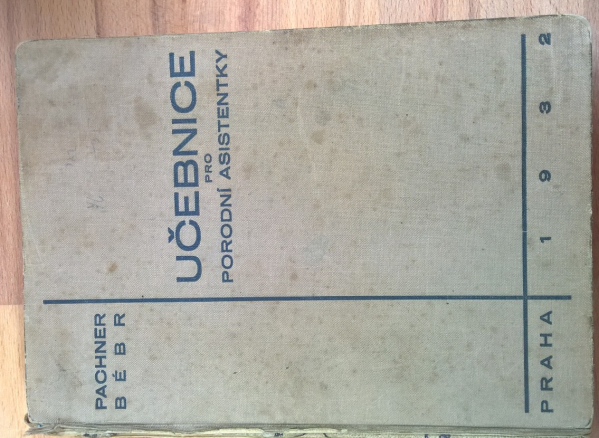 PACHNER
BÉBR
UČEBNICE
PRO
PORODNÍ ASISTENTKY
PRAHA 1932